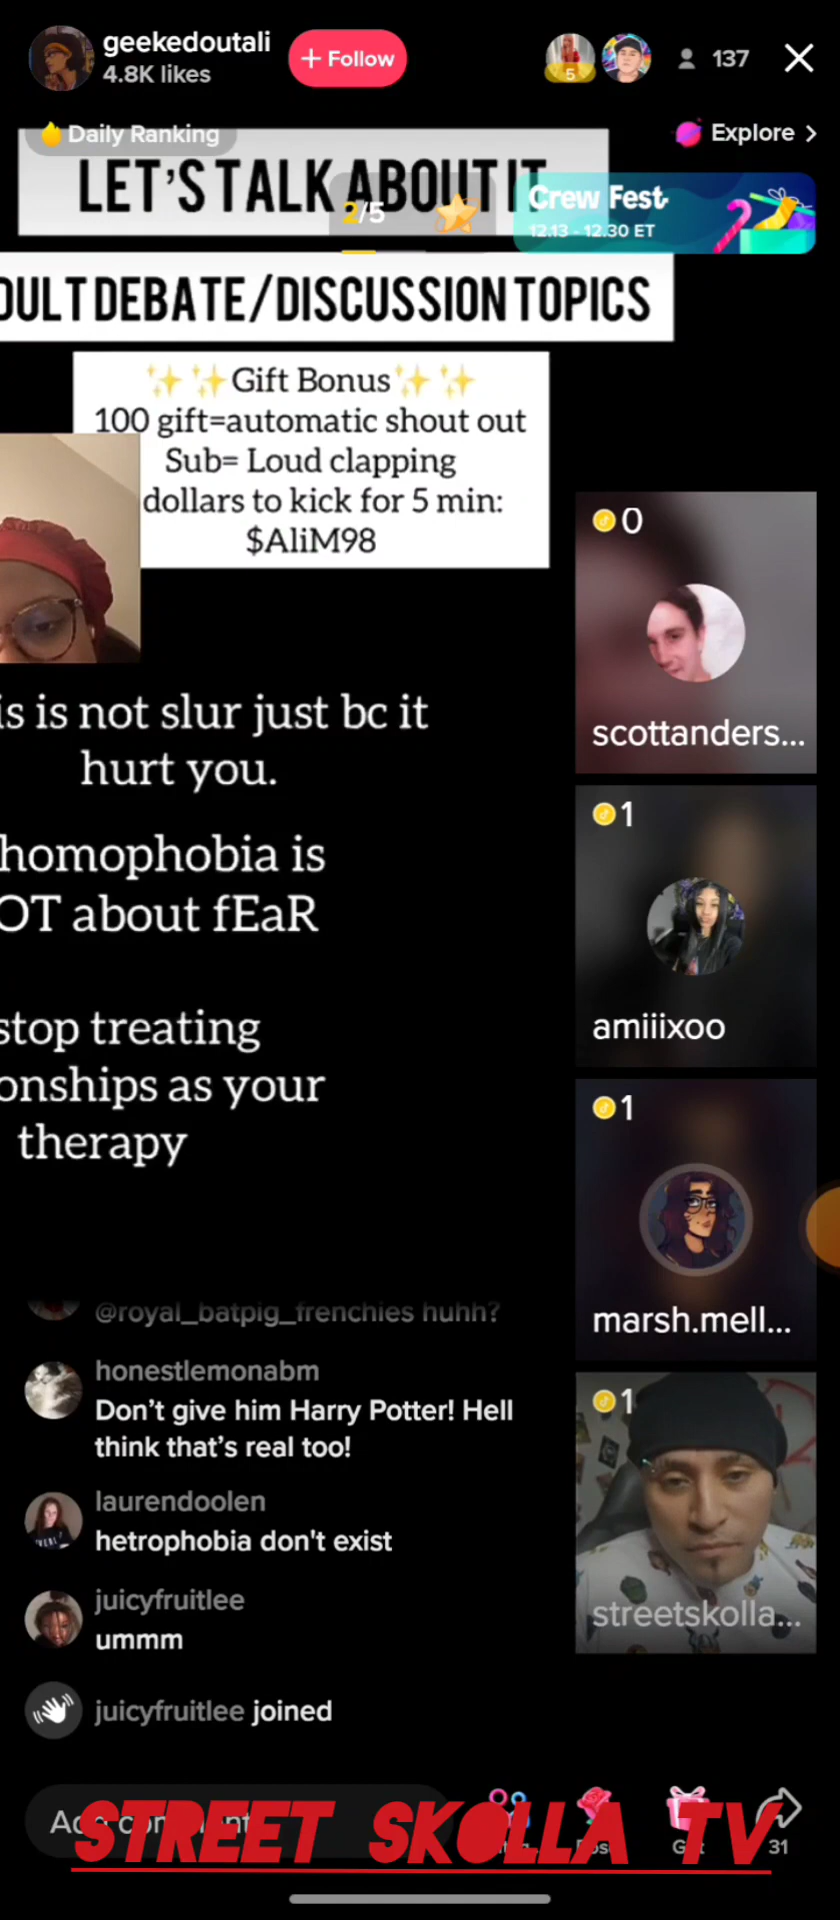 geekedoutali
4.8K likes
+ Follow
5
137
Daily Ranking
Explore >
LET'S TALK ABOUT IT
2/5
Crew Fest
12.13 - 12.30 ET
DULT DEBATE/DISCUSSION TOPICS
✨ ✨ Gift Bonus ✨ ✨
100 gift=automatic shout out
Sub= Loud clapping
dollars to kick for 5 min:
$AliM98
is is not slur just bc it
hurt you.
homophobia is
OT about fEaR
stop treating
onships as your
therapy
0
scottanders...
1
amiiixoo
1
marsh.mell...
1
streetskolla...
@royal_batpig_frenchies huhh?
honestlemonabm
Don't give him Harry Potter! Hell
think that's real too!
laurendoolen
hetrophobia don't exist
juicyfruitlee
ummm
juicyfruitlee joined
STREET SKOLLA TV
31